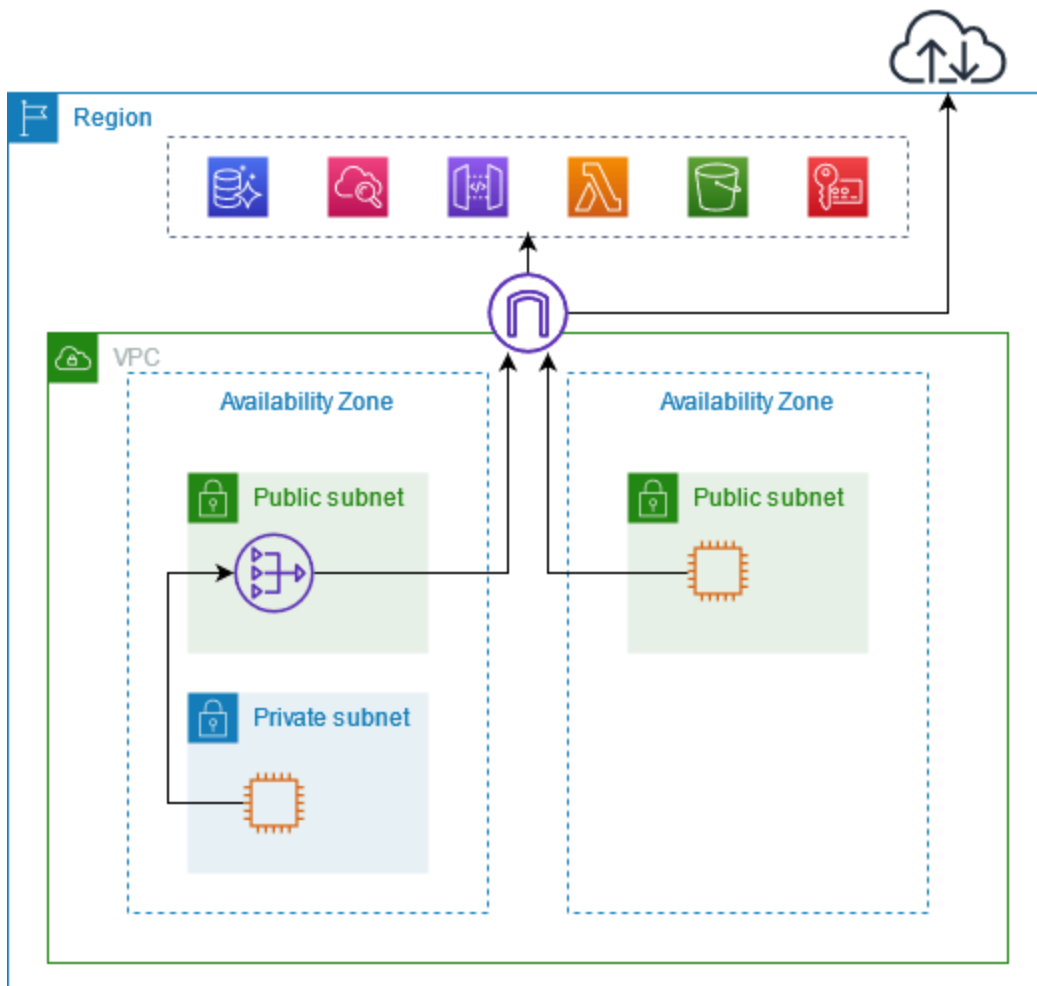 Region
VPC
Availability Zone
Availability Zone
Public subnet
Public subnet
Private subnet